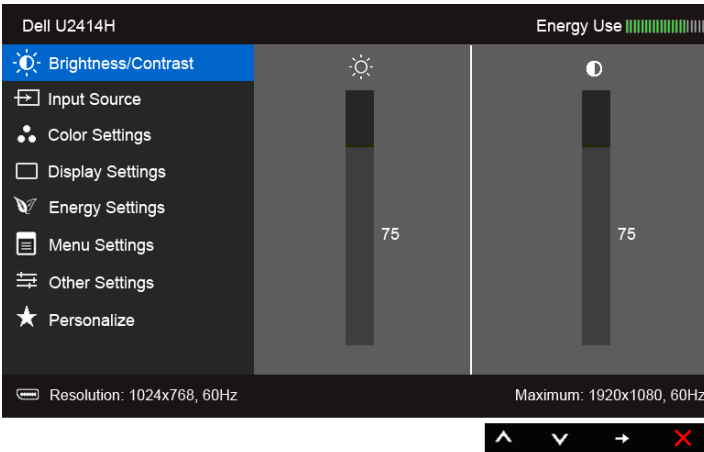 Dell U2414H Energy Use
Brightness/Contrast
Input Source
Color Settings
Display Settings
Energy Settings
75 75
Menu Settings
Other Settings
Personalize
Resolution: 1024x768, 60Hz Maximum: 1920x1080, 60Hz